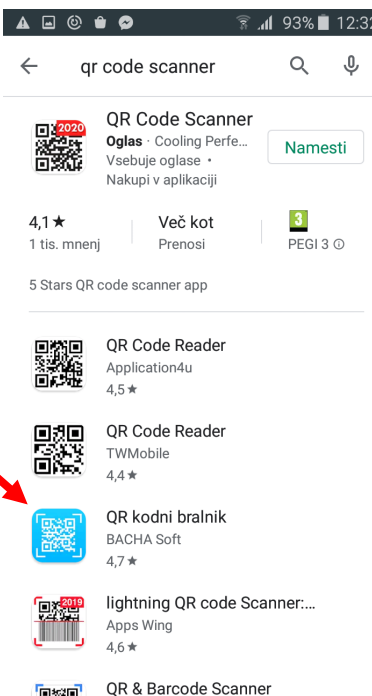 93% 12:32
qr code scanner
2020
QR Code Scanner
Oglas · Cooling Perfe...
Vsebuje oglase •
Nakupi v aplikaciji
Namesti
4,1★
1 tis. mnenj
Več kot
Prenosi
3
PEGI 3
5 Stars QR code scanner app
QR Code Reader
Application4u
4,5★
QR Code Reader
TWMobile
4,4★
QR kodni bralnik
BACHA Soft
4,7★
2019
lightning QR code Scanner:...
Apps Wing
4,6★
QR & Barcode Scanner